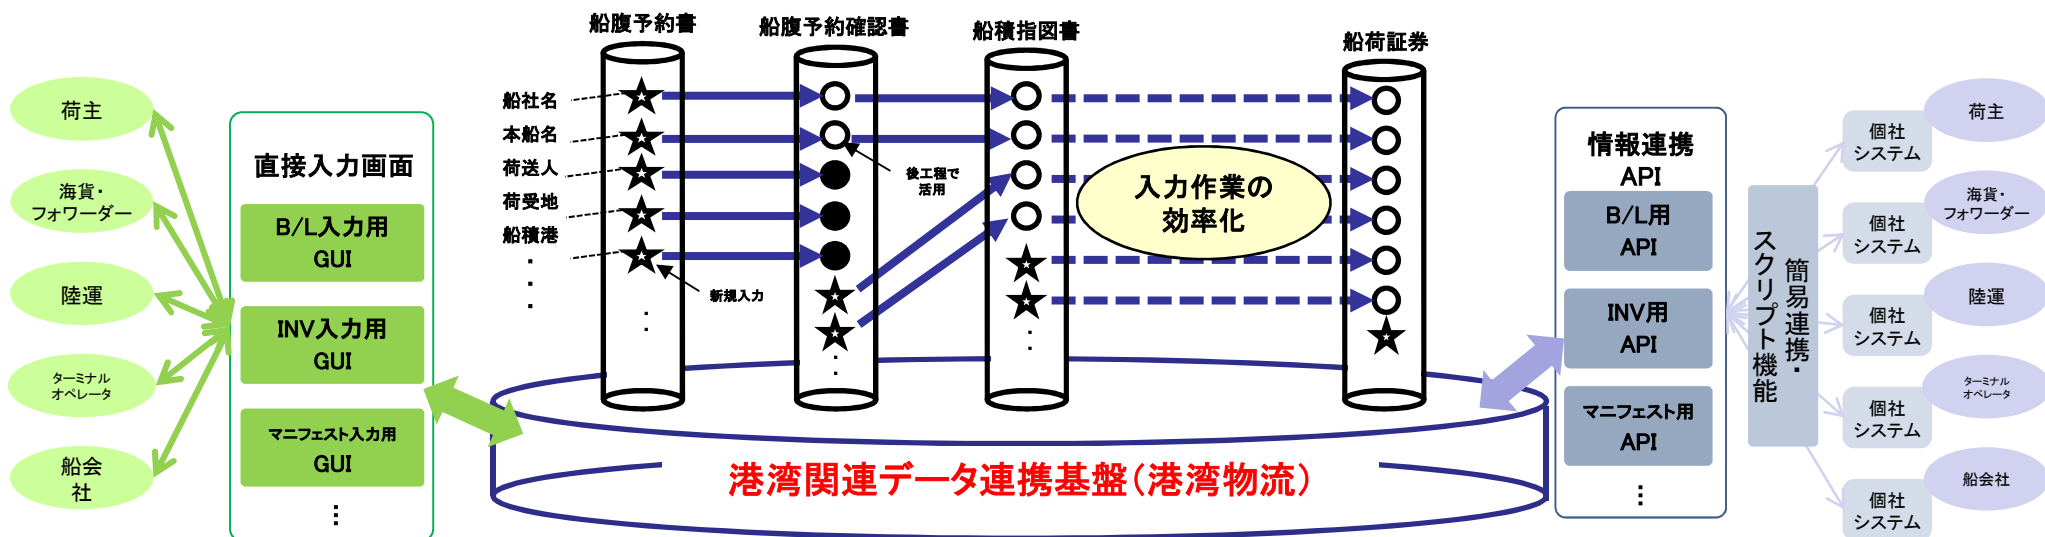 荷主
海貨・
フォワーダー
陸運
ターミナル
オペレータ
船会
社
直接入力画面
B/L入力用
GUI
INV入力用
GUI
マニフェスト入力用
GUI
…
船腹予約書
船腹予約確認書
船積指図書
船荷証券
船社名
本船名
荷送人
荷受地
船積港
・
・
・
新規入力
後工程で
活用
入力作業の
効率化
港湾関連データ連携基盤(港湾物流)
情報連携
API
B/L用
API
INV用
API
マニフェスト用
API
…
簡易連携・
スクリプト機能
個社
システム
荷主
個社
システム
海貨・
フォワーダー
個社
システム
陸運
個社
システム
ターミナル
オペレータ
個社
システム
船会社